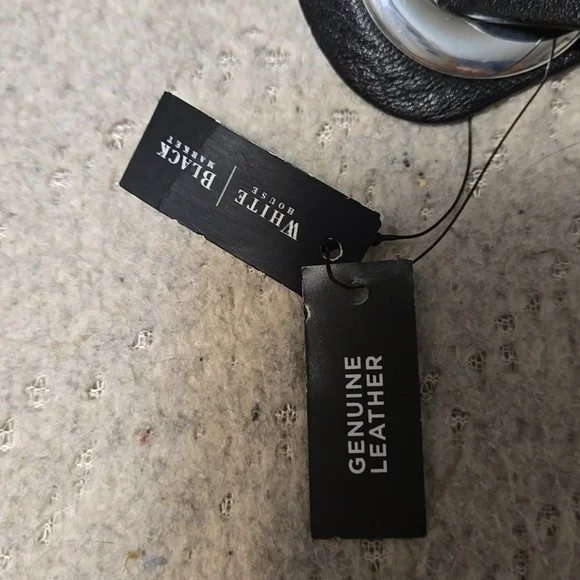 WHITE
HOUSE
BLACK
MARKET
GENUINE
LEATHER